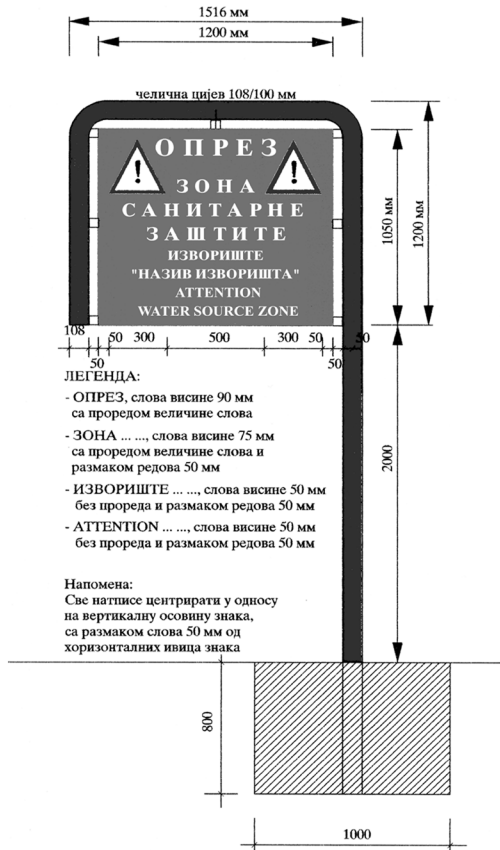 1516 мм
1200 мм
челична цијев 108/100 мм
ОПРЕЗ
ЗОНА
САНИТАРНЕ
ЗАШТИТЕ
ИЗВОРИШТЕ
"НАЗИВ ИЗВОРИШТА"
ATTENTION
WATER SOURCE ZONE
1050 мм
1200 мм
108 50 300 500 300 50 50
50 50
ЛЕГЕНДА:
- ОПРЕЗ, слова висине 90 мм
са проредом величине слова
- ЗОНА ... ..., слова висине 75 мм
са проредом величине слова и
размаком редова 50 мм
- ИЗВОРИШТЕ ... ..., слова висине 50 мм
без прореда и размаком редова 50 мм
- ATTENTION ... ..., слова висине 50 мм
без прореда и размаком редова 50 мм
2000
Напомена:
Све натписе центрирати у односу
на вертикалну осовину знака,
са размаком слова 50 мм од
хоризонталних ивица знака
800
1000